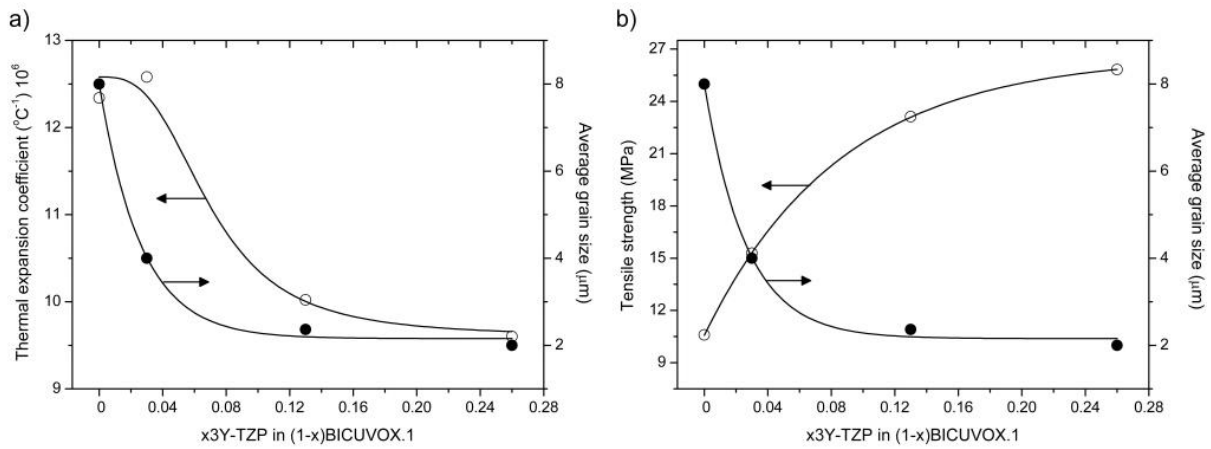 a)
13
12
11
10
9
Thermal expansion coefficient (°C⁻¹) 10⁶
8
6
4
2
Average grain size (μm)
0 0.04 0.08 0.12 0.16 0.20 0.24 0.28
x3Y-TZP in (1-x)BICUVOX.1
b)
27
24
21
18
15
12
9
Tensile strength (MPa)
8
6
4
2
Average grain size (μm)
0 0.04 0.08 0.12 0.16 0.20 0.24 0.28
x3Y-TZP in (1-x)BICUVOX.1